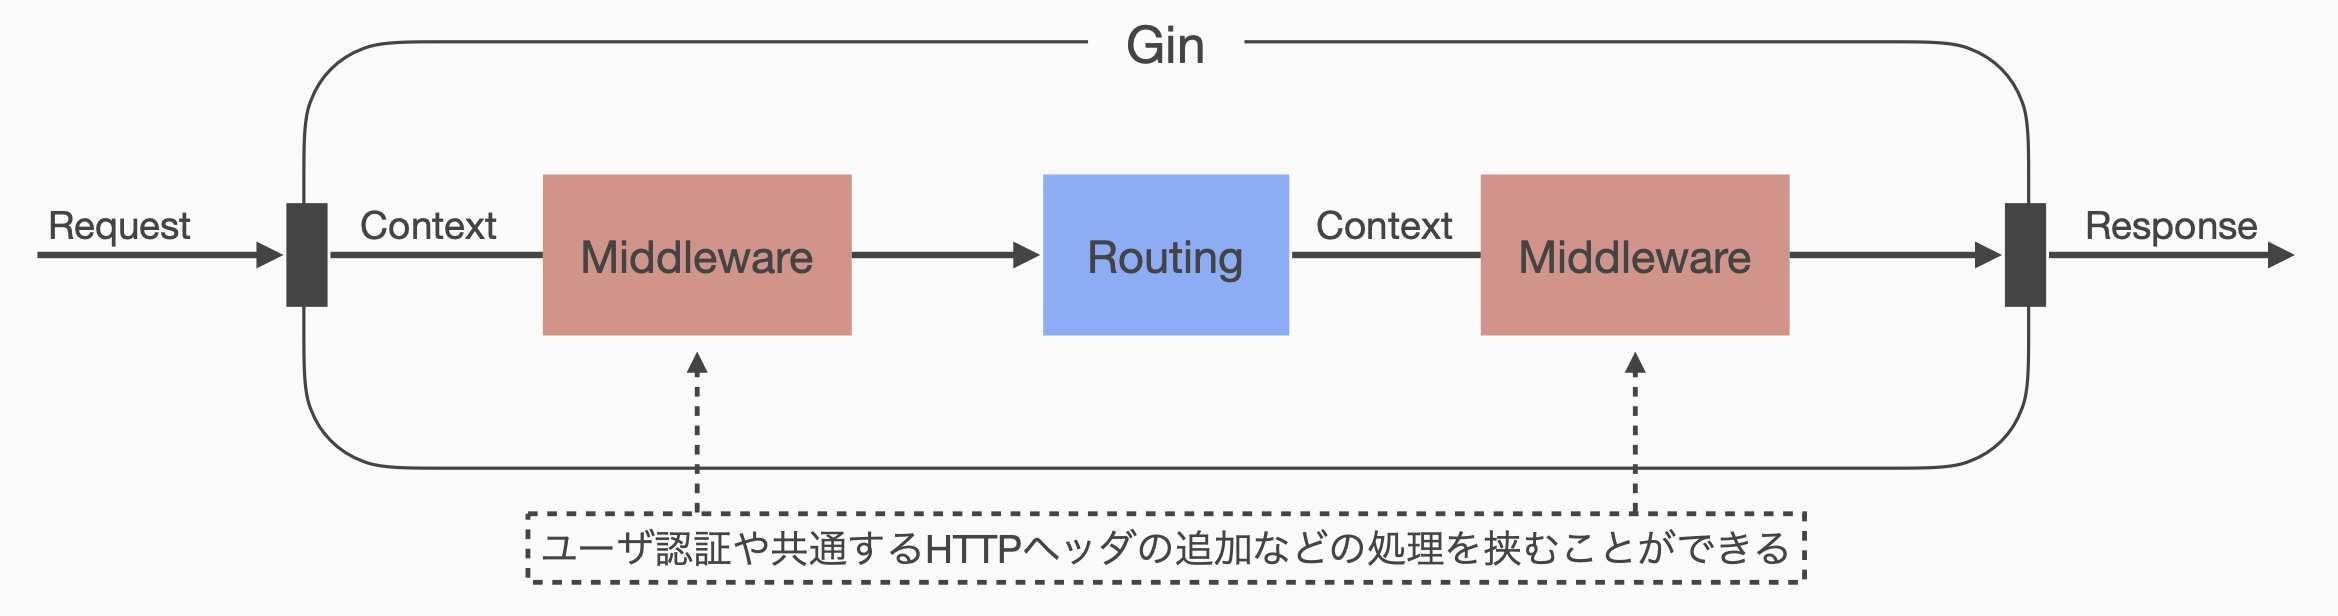 Gin
Request
Context
Middleware
Routing
Context
Middleware
Response
ユーザ認証や共通するHTTPヘッダの追加などの処理を挟むことができる